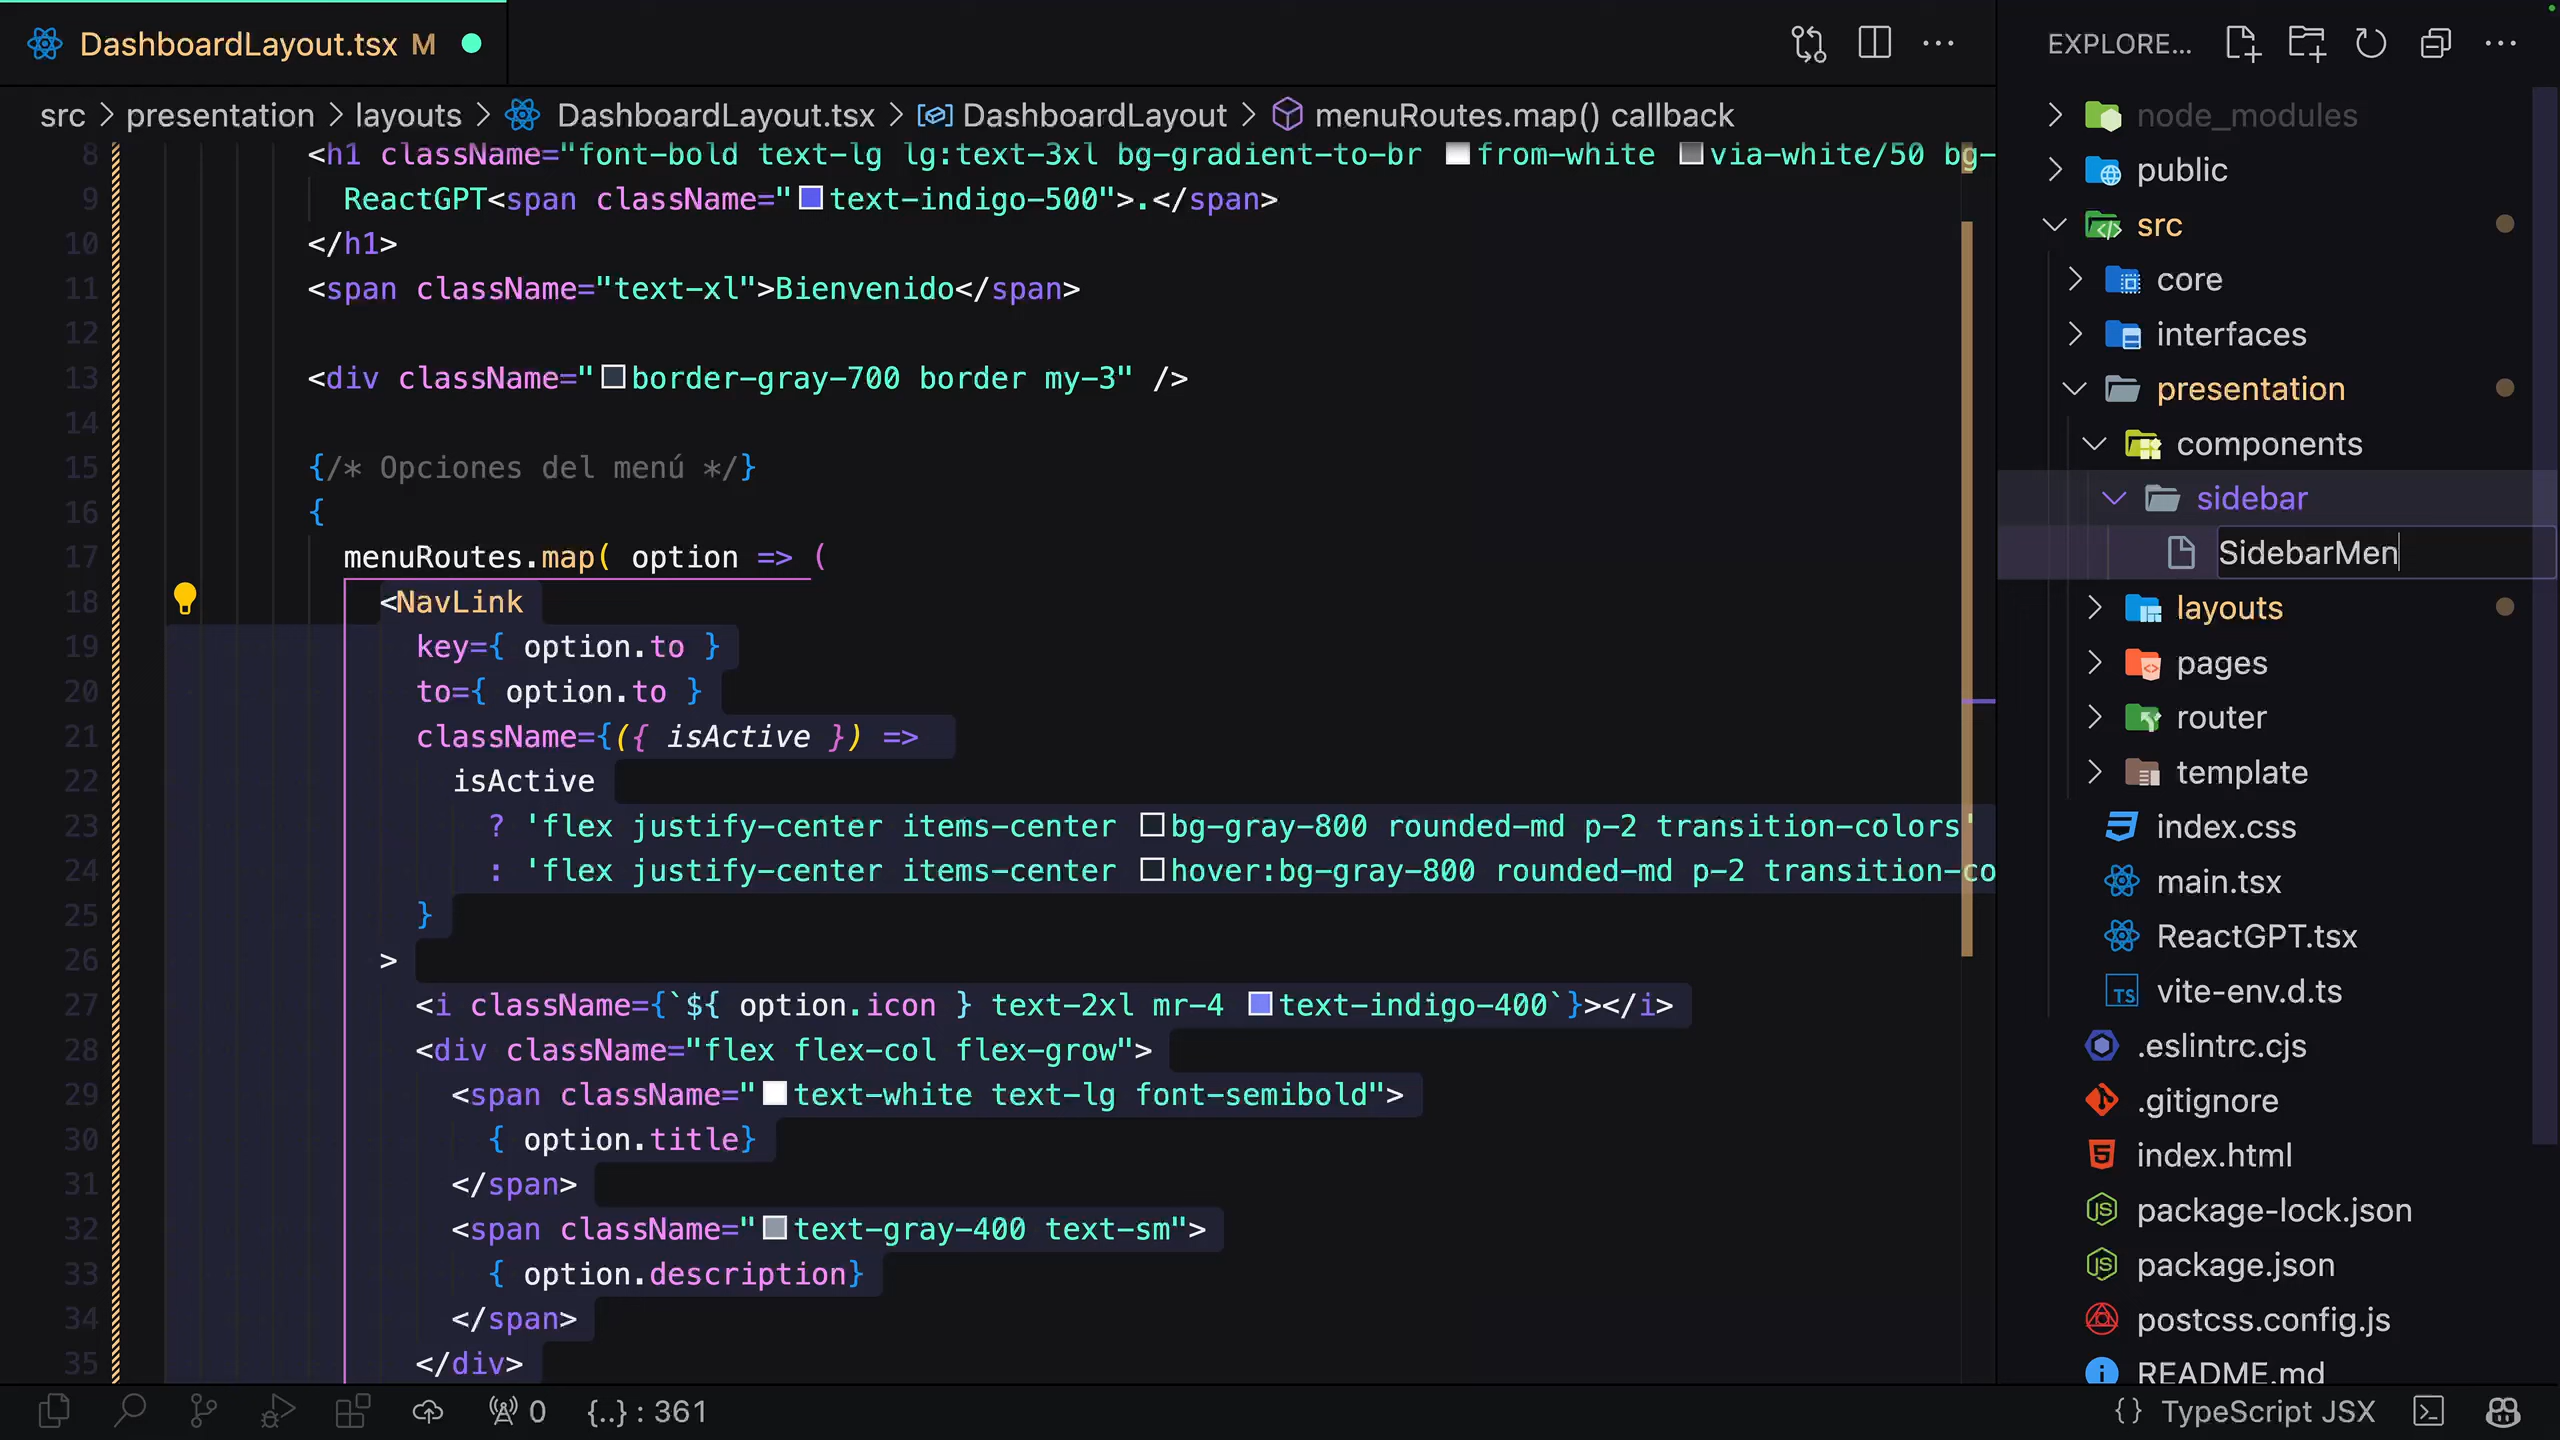 DashboardLayout.tsx M
EXPLORE...
src > presentation > layouts > DashboardLayout.tsx > DashboardLayout > menuRoutes.map() callback
8 <h1 className="font-bold text-lg lg:text-3xl bg-gradient-to-br from-white via-white/50 bg-
9 ReactGPT<span className="text-indigo-500">.</span>
10 </h1>
11 <span className="text-xl">Bienvenido</span>
12
13 <div className="border-gray-700 border my-3" />
14
15 {/* Opciones del menú */}
16 {
17 menuRoutes.map( option => (
18 <NavLink
19 key={ option.to }
20 to={ option.to }
21 className={({ isActive }) =>
22 isActive
23 ? 'flex justify-center items-center bg-gray-800 rounded-md p-2 transition-colors'
24 : 'flex justify-center items-center hover:bg-gray-800 rounded-md p-2 transition-co
25 }
26 >
27 <i className={`${ option.icon } text-2xl mr-4 text-indigo-400`}></i>
28 <div className="flex flex-col flex-grow">
29 <span className="text-white text-lg font-semibold">
30 { option.title}
31 </span>
32 <span className="text-gray-400 text-sm">
33 { option.description}
34 </span>
35 </div>
node_modules
public
src
core
interfaces
presentation
components
sidebar
SidebarMen
layouts
pages
router
template
index.css
main.tsx
ReactGPT.tsx
TS vite-env.d.ts
.eslintrc.cjs
.gitignore
index.html
package-lock.json
package.json
postcss.config.js
README.md
0 {..} : 361
{} TypeScript JSX